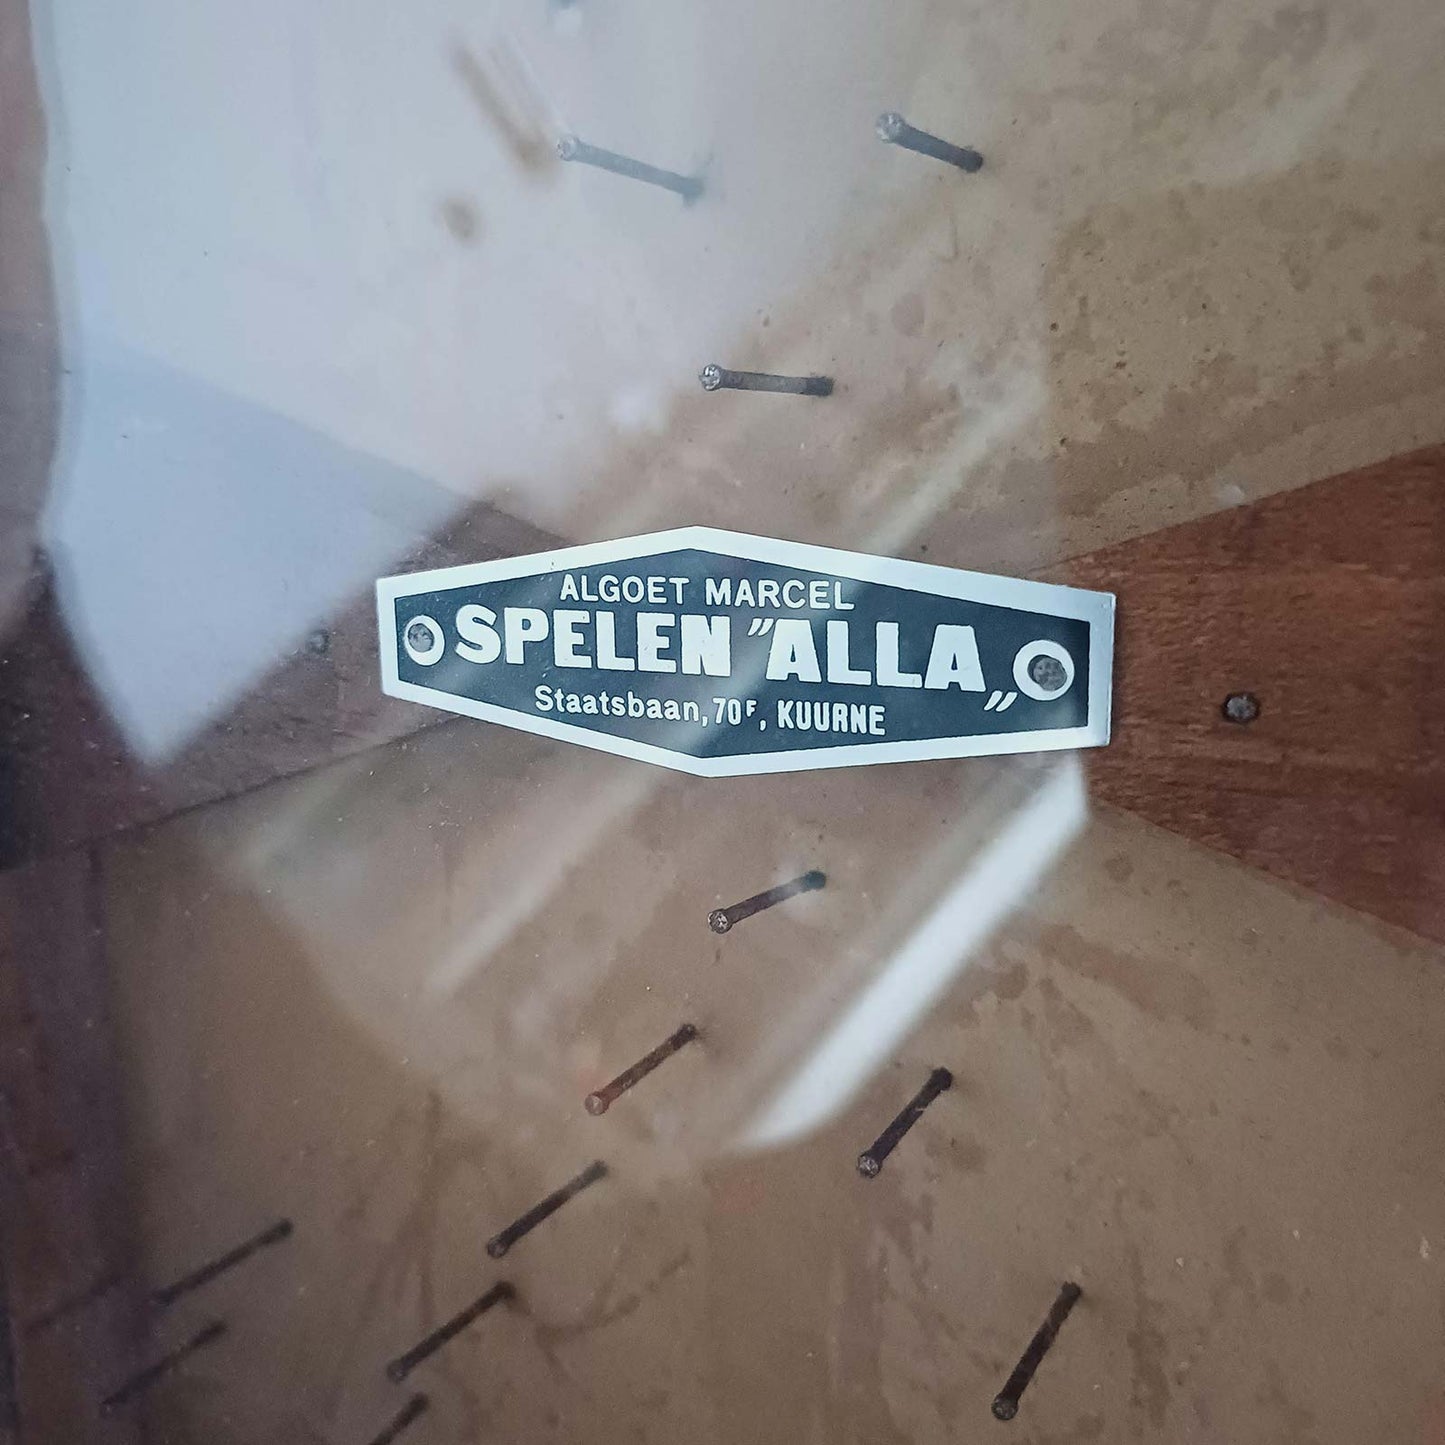 ALGOET MARCEL
SPELEN "ALLA„
Staatsbaan, 70F, KUURNE